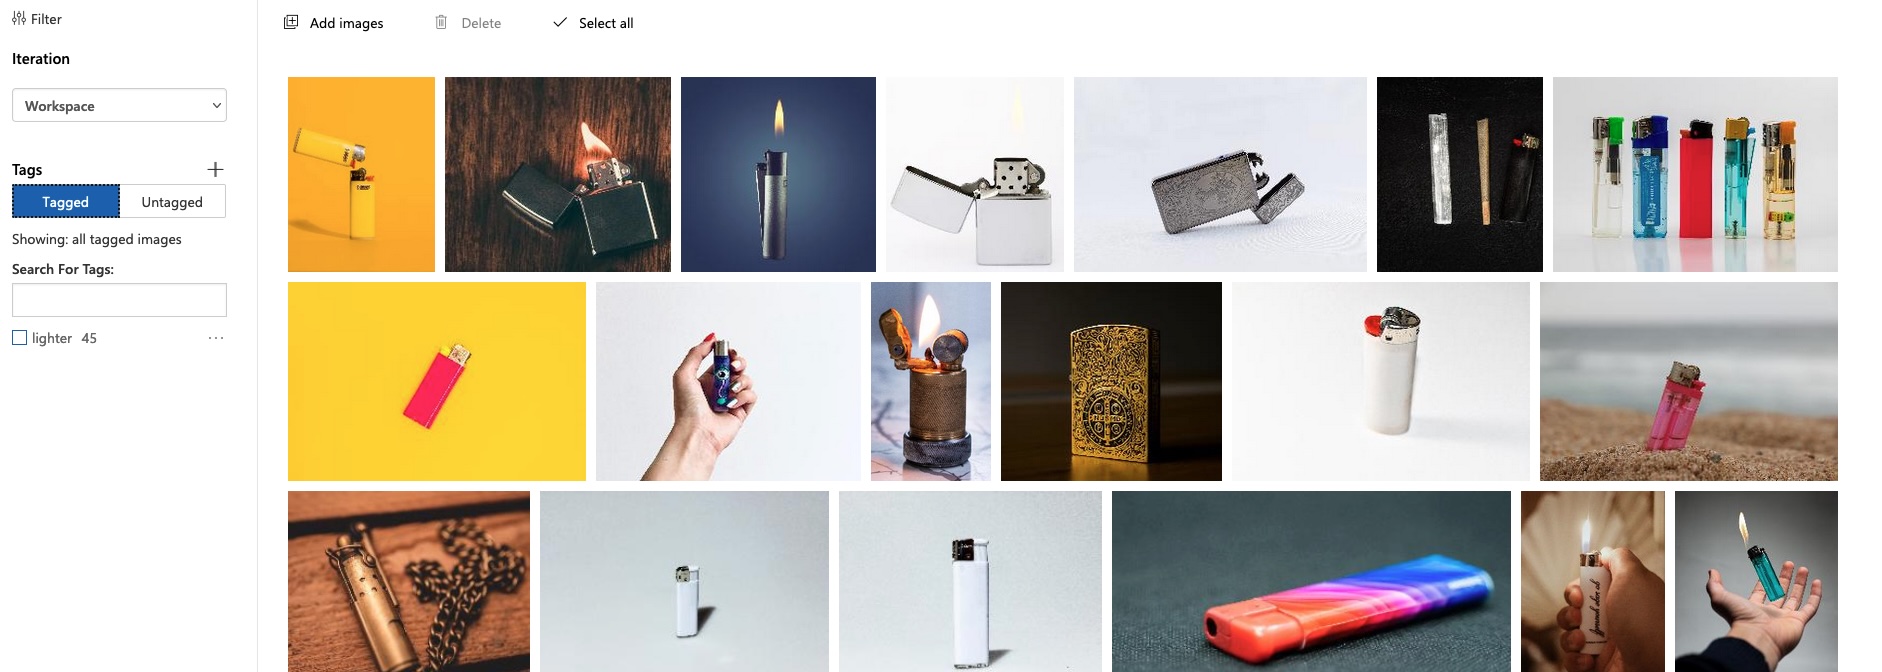 Filter
Iteration
Workspace
Tags
Tagged
Untagged
Showing: all tagged images
Search For Tags:
lighter 45
Add images
Delete
Select all